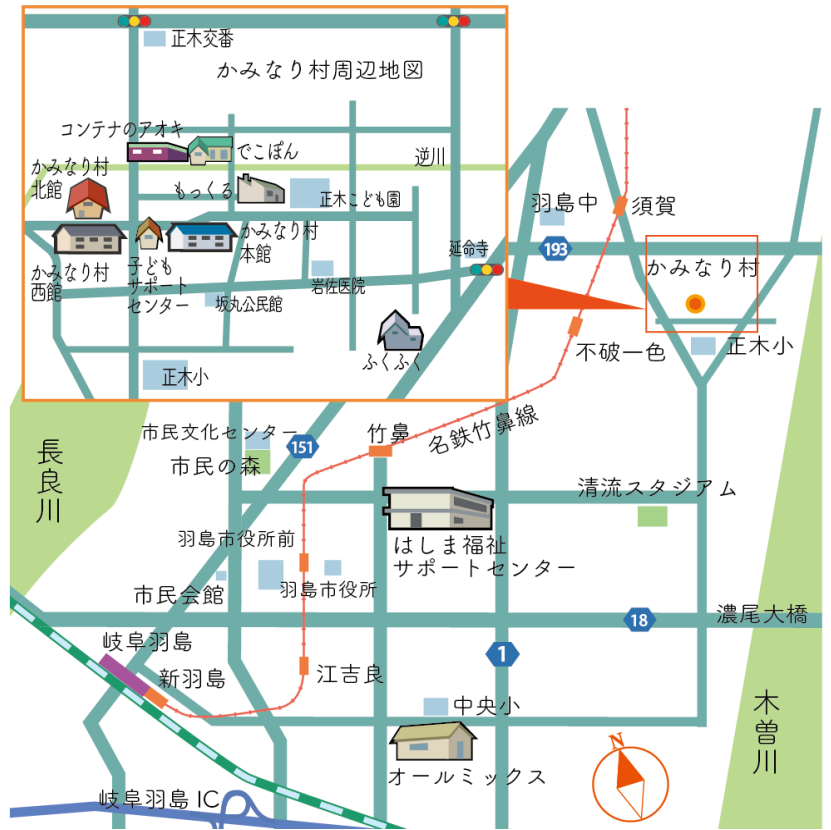 正木交番
かみなり村周辺地図
コンテナのアオキ
でこぽん
逆川
かみなり村
北館
もっくる
正木こども園
かみなり村
西館
子ども
サポート
センター
かみなり村
本館
延命寺
岩佐医院
坂丸公民館
ふくふく
正木小
羽島中
須賀
193
かみなり村
不破一色
正木小
市民文化センター
151
竹鼻
名鉄竹鼻線
市民の森
長良川
清流スタジアム
羽島市役所前
はしま福祉
サポートセンター
市民会館
羽島市役所
18
濃尾大橋
岐阜羽島
新羽島
江吉良
1
中央小
木曽川
オールミックス
N
岐阜羽島 IC